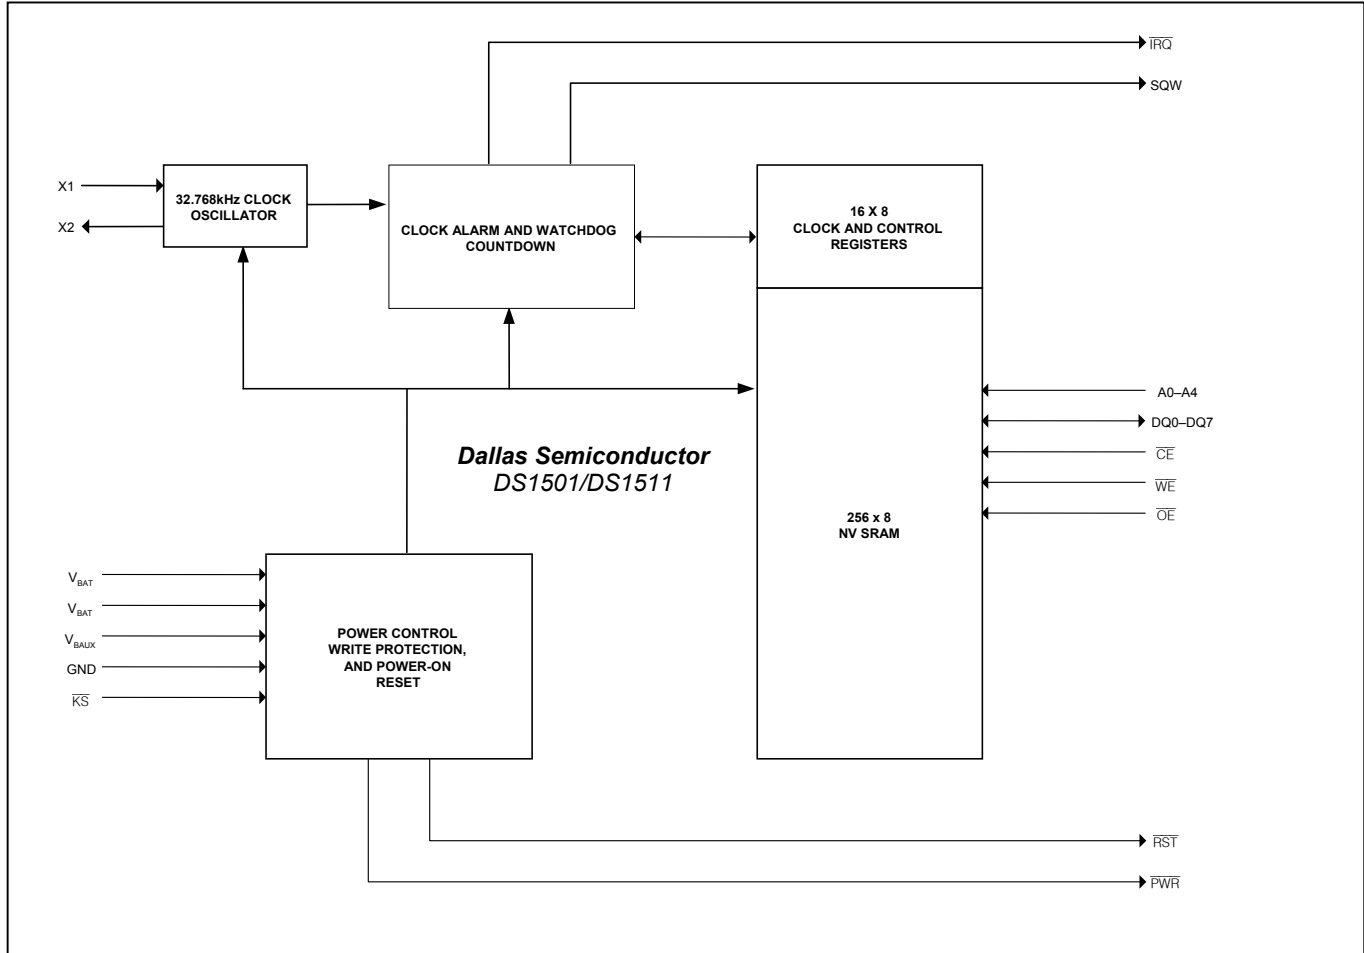 IRQ
SQW
X1
X2
32.768kHz CLOCK
OSCILLATOR
CLOCK ALARM AND WATCHDOG
COUNTDOWN
16 X 8
CLOCK AND CONTROL
REGISTERS
A0–A4
DQ0–DQ7
CE
WE
OE
Dallas Semiconductor
DS1501/DS1511
256 x 8
NV SRAM
VBAT
VBAT
VBAUX
GND
KS
POWER CONTROL
WRITE PROTECTION,
AND POWER-ON
RESET
RST
PWR